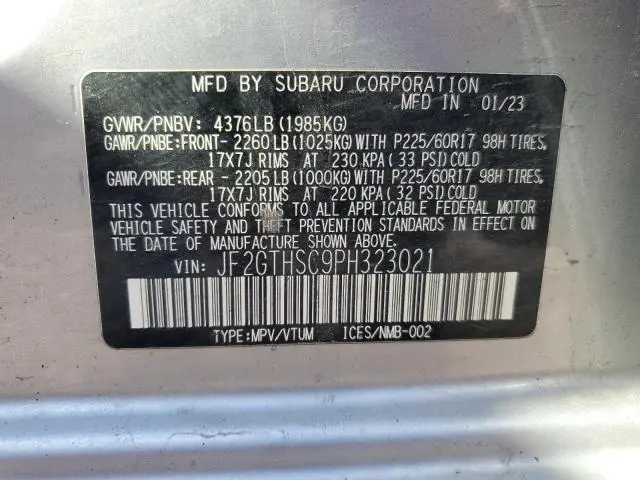 MFD BY SUBARU CORPORATION
MFD IN 01/23
GVWR/PNBV: 4376LB (1985KG)
GAWR/PNBE:FRONT- 2260LB (1025KG) WITH P225/60R17 98H TIRES,
17X7J RIMS AT 230 KPA (33 PSI) COLD
GAWR/PNBE:REAR - 2205LB (1000KG) WITH P225/60R17 98H TIRES,
17X7J RIMS AT 220 KPA (32 PSI) COLD
THIS VEHICLE CONFORMS TO ALL APPLICABLE FEDERAL MOTOR
VEHICLE SAFETY AND THEFT PREVENTION STANDARDS IN EFFECT ON
THE DATE OF MANUFACTURE SHOWN ABOVE.
VIN: JF2GTHSC9PH323021
TYPE:MPV/VTUM ICES/NMB-002